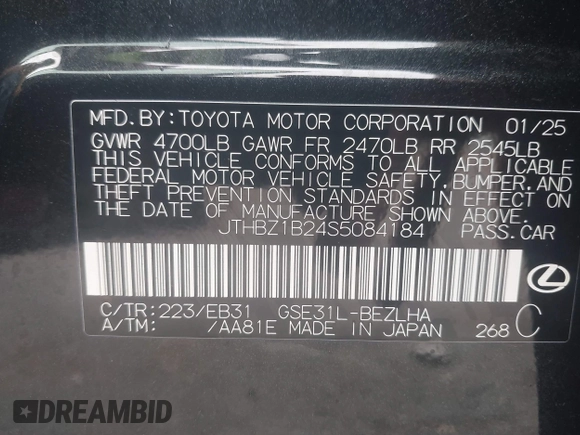 MFD.BY:TOYOTA MOTOR CORPORATION 01/25
GVWR 4700LB GAWR FR 2470LB RR 2545LB
THIS VEHICLE CONFORMS TO ALL APPLICABLE
FEDERAL MOTOR VEHICLE SAFETY,BUMPER,AND
THEFT PREVENTION STANDARDS IN EFFECT ON
THE DATE OF MANUFACTURE SHOWN ABOVE.
JTHBZ1B24S5084184 PASS.CAR
C/TR:223/EB31 GSE31L-BEZLHA
A/TM: /AA81E MADE IN JAPAN 268 C
DREAMBID